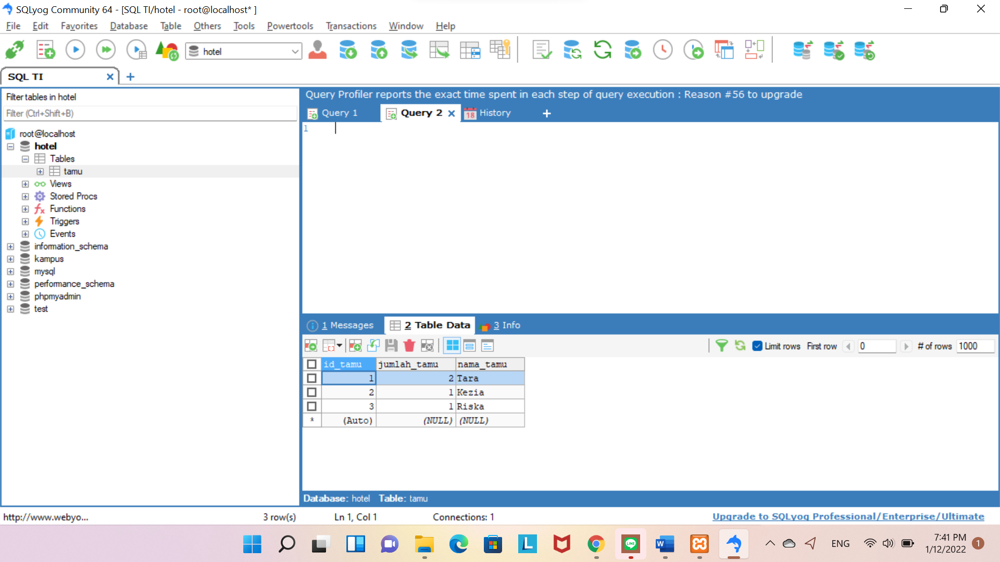 SQLyog Community 64 - [SQL TI/hotel - root@localhost* ]
File Edit Favorites Database Table Others Tools Powertools Transactions Window Help
hotel
SQL TI
Filter tables in hotel
Filter (Ctrl+Shift+B)
root@localhost
hotel
Tables
tamu
Views
Stored Procs
Functions
Triggers
Events
information_schema
kampus
mysql
performance_schema
phpmyadmin
test
Query Profiler reports the exact time spent in each step of query execution : Reason #56 to upgrade
Query 1 Query 2 18 History
1
1 Messages 2 Table Data 3 Info
Limit rows First row 0 # of rows 1000
id_tamu jumlah_tamu nama_tamu
1 2 Tara
2 1 Kezia
3 1 Riska
* (Auto) (NULL) (NULL)
Database: hotel Table: tamu
http://www.webyo... 3 row(s) Ln 1, Col 1 Connections: 1 Upgrade to SQLyog Professional/Enterprise/Ultimate
L LINE W ENG 7:41 PM
1/12/2022 1